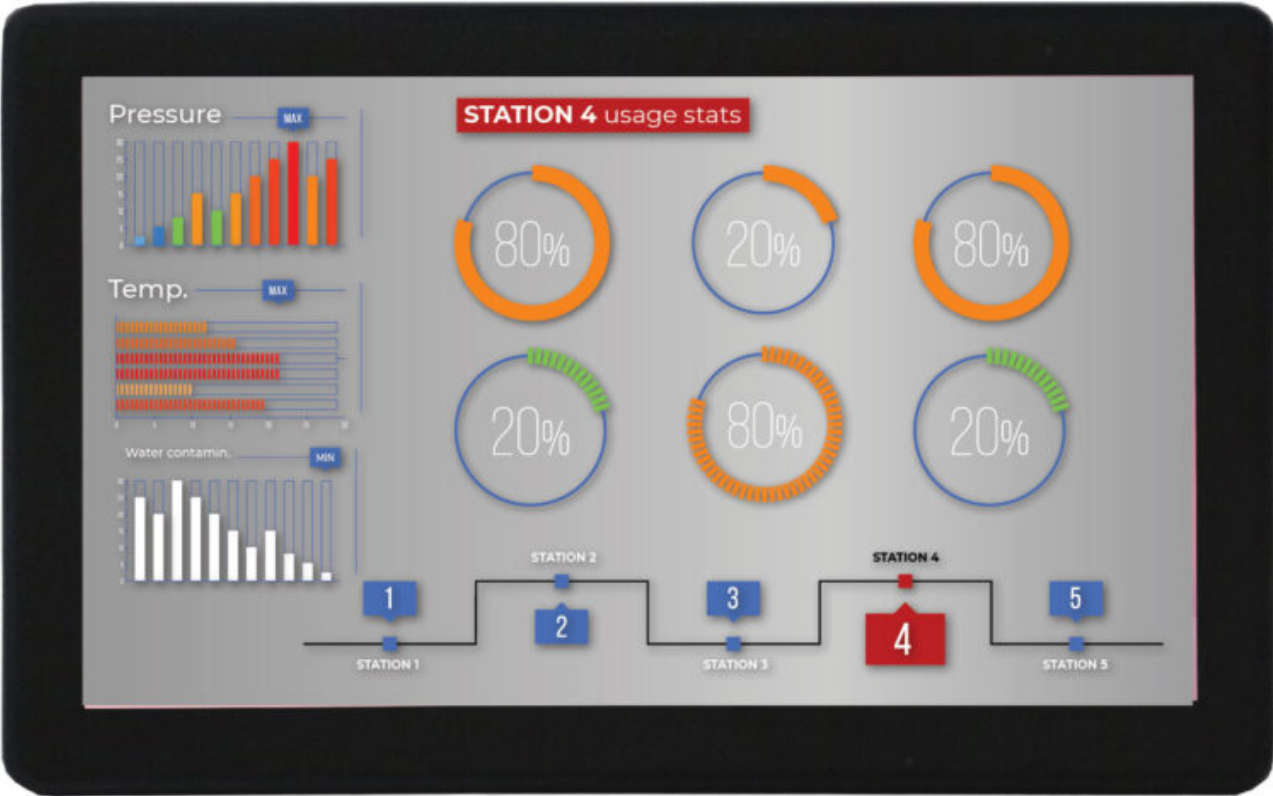 Pressure
MAX
STATION 4 usage stats
80%
20%
80%
Temp.
MAX
20%
80%
20%
Water contamin.
MIN
STATION 2
STATION 4
1
2
3
4
5
STATION 1
STATION 3
STATION 5